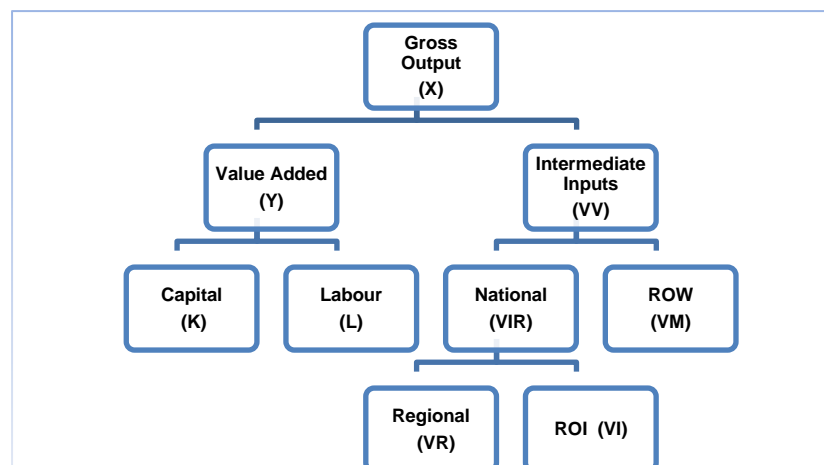 Gross
Output
(X)
Value Added
(Y)
Intermediate
Inputs
(VV)
Capital
(K)
Labour
(L)
National
(VIR)
ROW
(VM)
Regional
(VR)
ROI (VI)